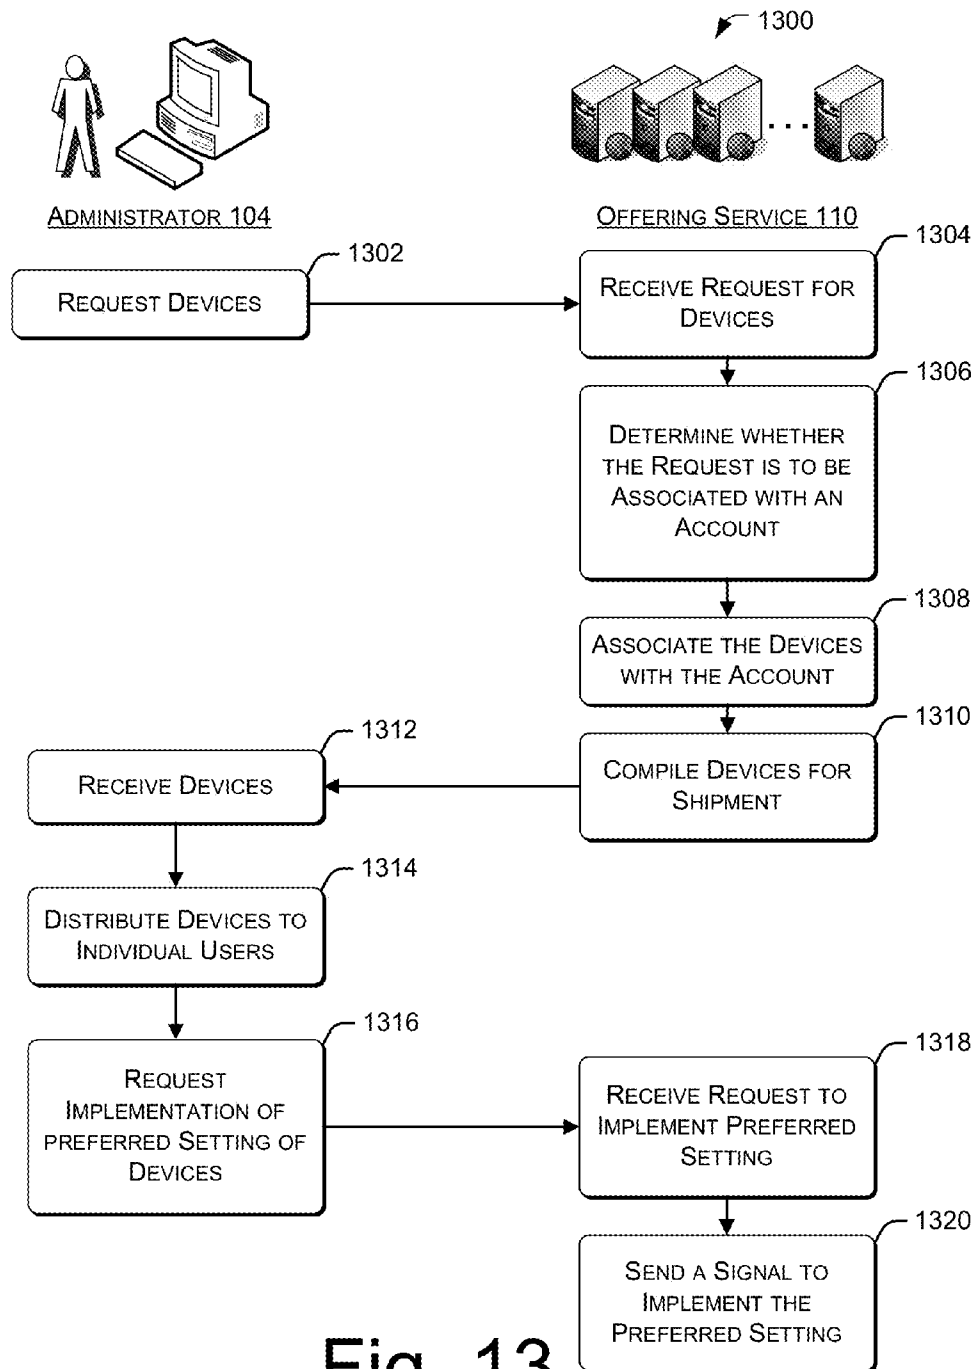 1300
ADMINISTRATOR 104
OFFERING SERVICE 110
1302
REQUEST DEVICES
1304
RECEIVE REQUEST FOR
DEVICES
1306
DETERMINE WHETHER
THE REQUEST IS TO BE
ASSOCIATED WITH AN
ACCOUNT
1308
ASSOCIATE THE DEVICES
WITH THE ACCOUNT
1310
COMPILE DEVICES FOR
SHIPMENT
1312
RECEIVE DEVICES
1314
DISTRIBUTE DEVICES TO
INDIVIDUAL USERS
1316
REQUEST
IMPLEMENTATION OF
PREFERRED SETTING OF
DEVICES
1318
RECEIVE REQUEST TO
IMPLEMENT PREFERRED
SETTING
1320
SEND A SIGNAL TO
IMPLEMENT THE
PREFERRED SETTING
Fig. 13